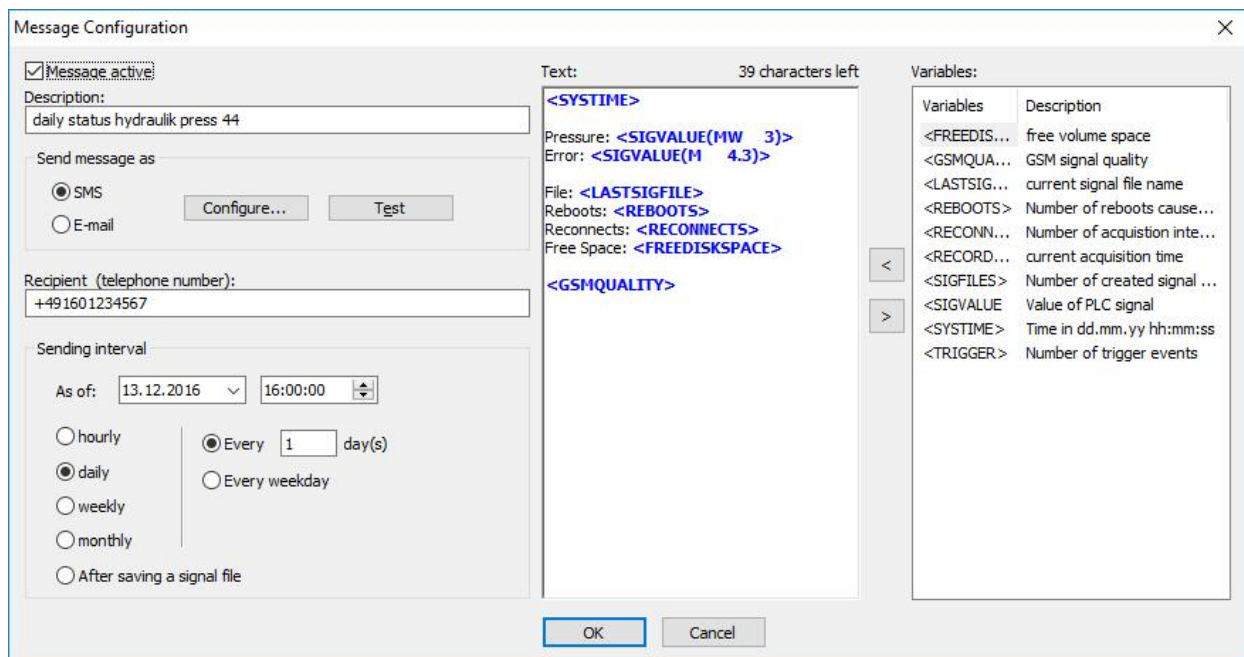 Message Configuration
Message active
Description:
daily status hydraulik press 44
Send message as
SMS
E-mail
Configure...
Test
Recipient (telephone number):
+491601234567
Sending interval
As of: 13.12.2016 16:00:00
hourly
daily
weekly
monthly
After saving a signal file
Every 1 day(s)
Every weekday
Text: 39 characters left
<SYSTIME>
Pressure: <SIGVALUE(MW 3)>
Error: <SIGVALUE(M 4.3)>
File: <LASTSIGFILE>
Reboots: <REBOOTS>
Reconnects: <RECONNECTS>
Free Space: <FREEDISKSPACE>
<GSMQUALITY>
<
>
Variables:
Variables Description
<FREEDIS... free volume space
<GSMQUA... GSM signal quality
<LASTSIG... current signal file name
<REBOOTS> Number of reboots cause...
<RECONN... Number of acquistion inte...
<RECORD... current acquisition time
<SIGFILES> Number of created signal ...
<SIGVALUE Value of PLC signal
<SYSTIME> Time in dd.mm.yy hh:mm:ss
<TRIGGER> Number of trigger events
OK
Cancel